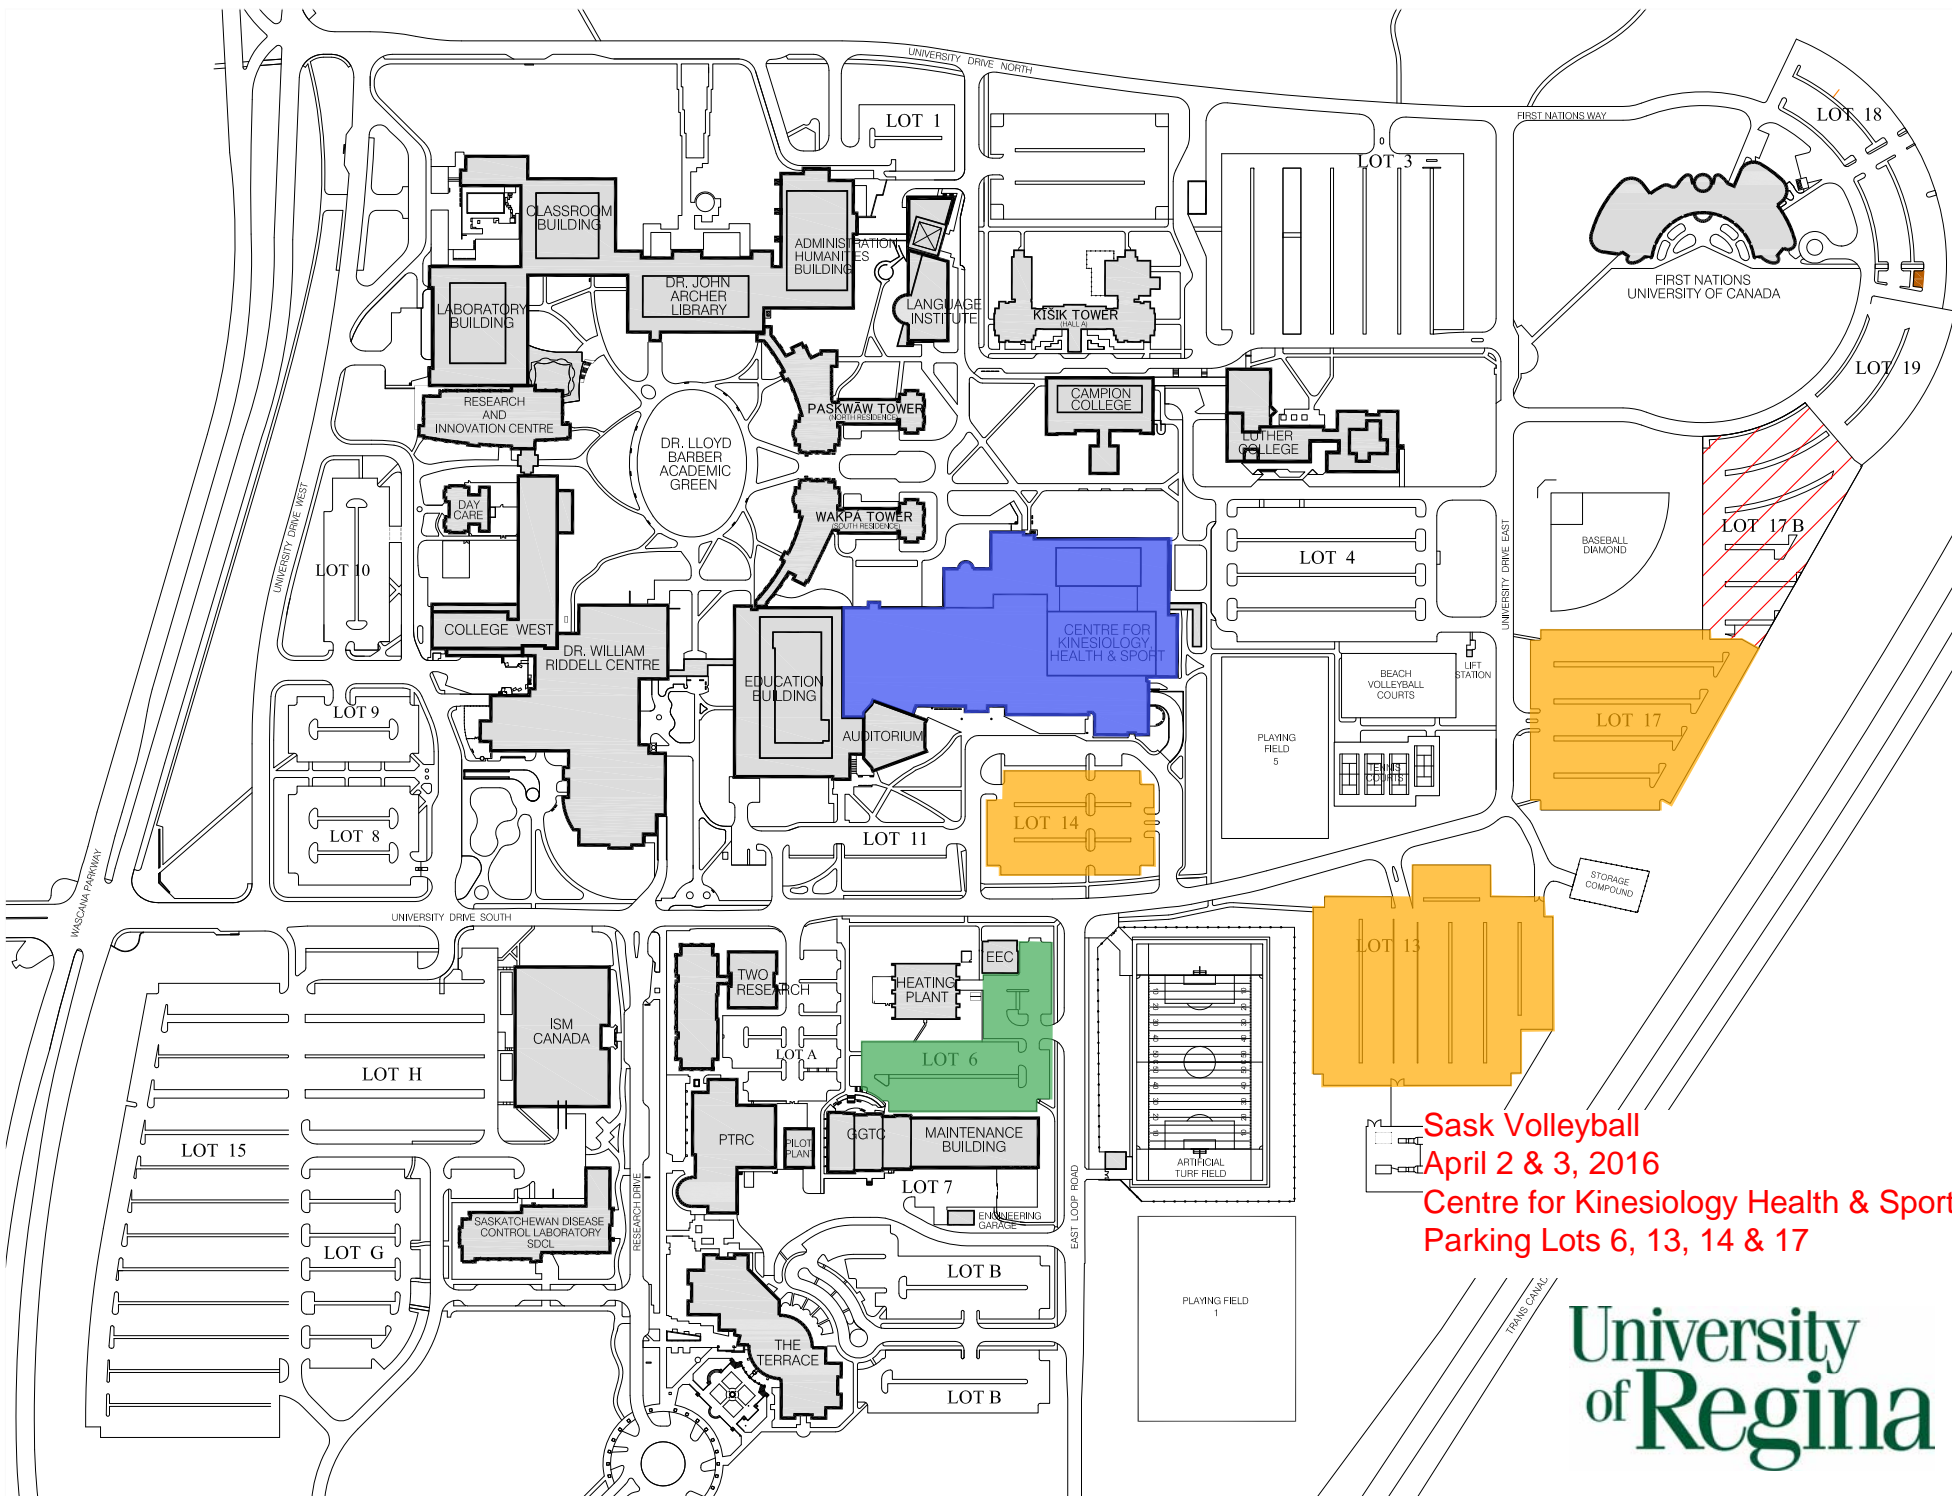 UNIVERSITY DRIVE NORTH
FIRST NATIONS WAY
LOT 18
LOT 1
LOT 3
CLASSROOM
BUILDING
ADMINISTRATION
HUMANITIES
BUILDING
DR. JOHN
ARCHER
LIBRARY
LABORATORY
BUILDING
LANGUAGE
INSTITUTE
KĪSIK TOWER
(HALL A)
FIRST NATIONS
UNIVERSITY OF CANADA
LOT 19
RESEARCH
AND
INNOVATION CENTRE
PASKWĀW TOWER
(NORTH RESIDENCE)
CAMPION
COLLEGE
LUTHER
COLLEGE
DR. LLOYD
BARBER
ACADEMIC
GREEN
DAY
CARE
WAKPA TOWER
(SOUTH RESIDENCE)
UNIVERSITY DRIVE WEST
LOT 10
LOT 4
UNIVERSITY DRIVE EAST
BASEBALL
DIAMOND
LOT 17 B
COLLEGE WEST
DR. WILLIAM
RIDDELL CENTRE
EDUCATION
BUILDING
CENTRE FOR
KINESIOLOGY,
HEALTH & SPORT
AUDITORIUM
BEACH
VOLLEYBALL
COURTS
LIFT
STATION
LOT 17
LOT 9
PLAYING
FIELD
5
TENNIS
COURTS
LOT 8
LOT 11
LOT 14
WASCANA PARKWAY
STORAGE
COMPOUND
UNIVERSITY DRIVE SOUTH
LOT 13
TWO
RESEARCH
HEATING
PLANT
EEC
ISM
CANADA
LOT A
LOT 6
LOT H
LOT 15
PTRC
PILOT
PLANT
GGTC
MAINTENANCE
BUILDING
ARTIFICIAL
TURF FIELD
LOT 7
ENGINEERING
GARAGE
EAST LOOP ROAD
RESEARCH DRIVE
SASKATCHEWAN DISEASE
CONTROL LABORATORY
SDCL
LOT G
LOT B
THE
TERRACE
LOT B
PLAYING FIELD
1
TRANS CANA
Sask Volleyball
April 2 & 3, 2016
Centre for Kinesiology Health & Sport
Parking Lots 6, 13, 14 & 17
University
of Regina